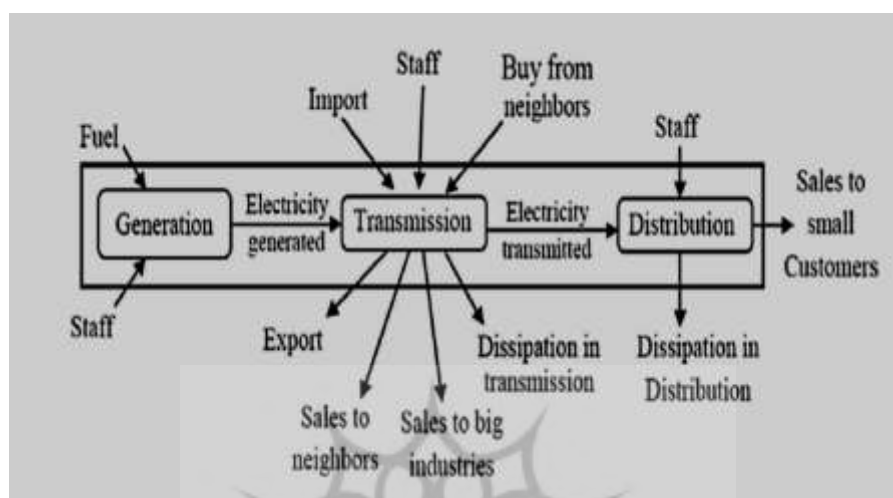 Staff
Buy from
neighbors
Import
Staff
Fuel
Sales to
small
Customers
Generation
Electricity
generated
Transmission
Electricity
transmitted
Distribution
Staff
Export
Dissipation in
transmission
Dissipation in
Distribution
Sales to
neighbors
Sales to big
industries